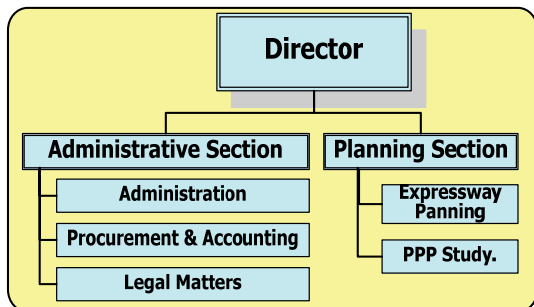 Director
Administrative Section
Administration
Procurement & Accounting
Legal Matters
Planning Section
Expressway
Panning
PPP Study.